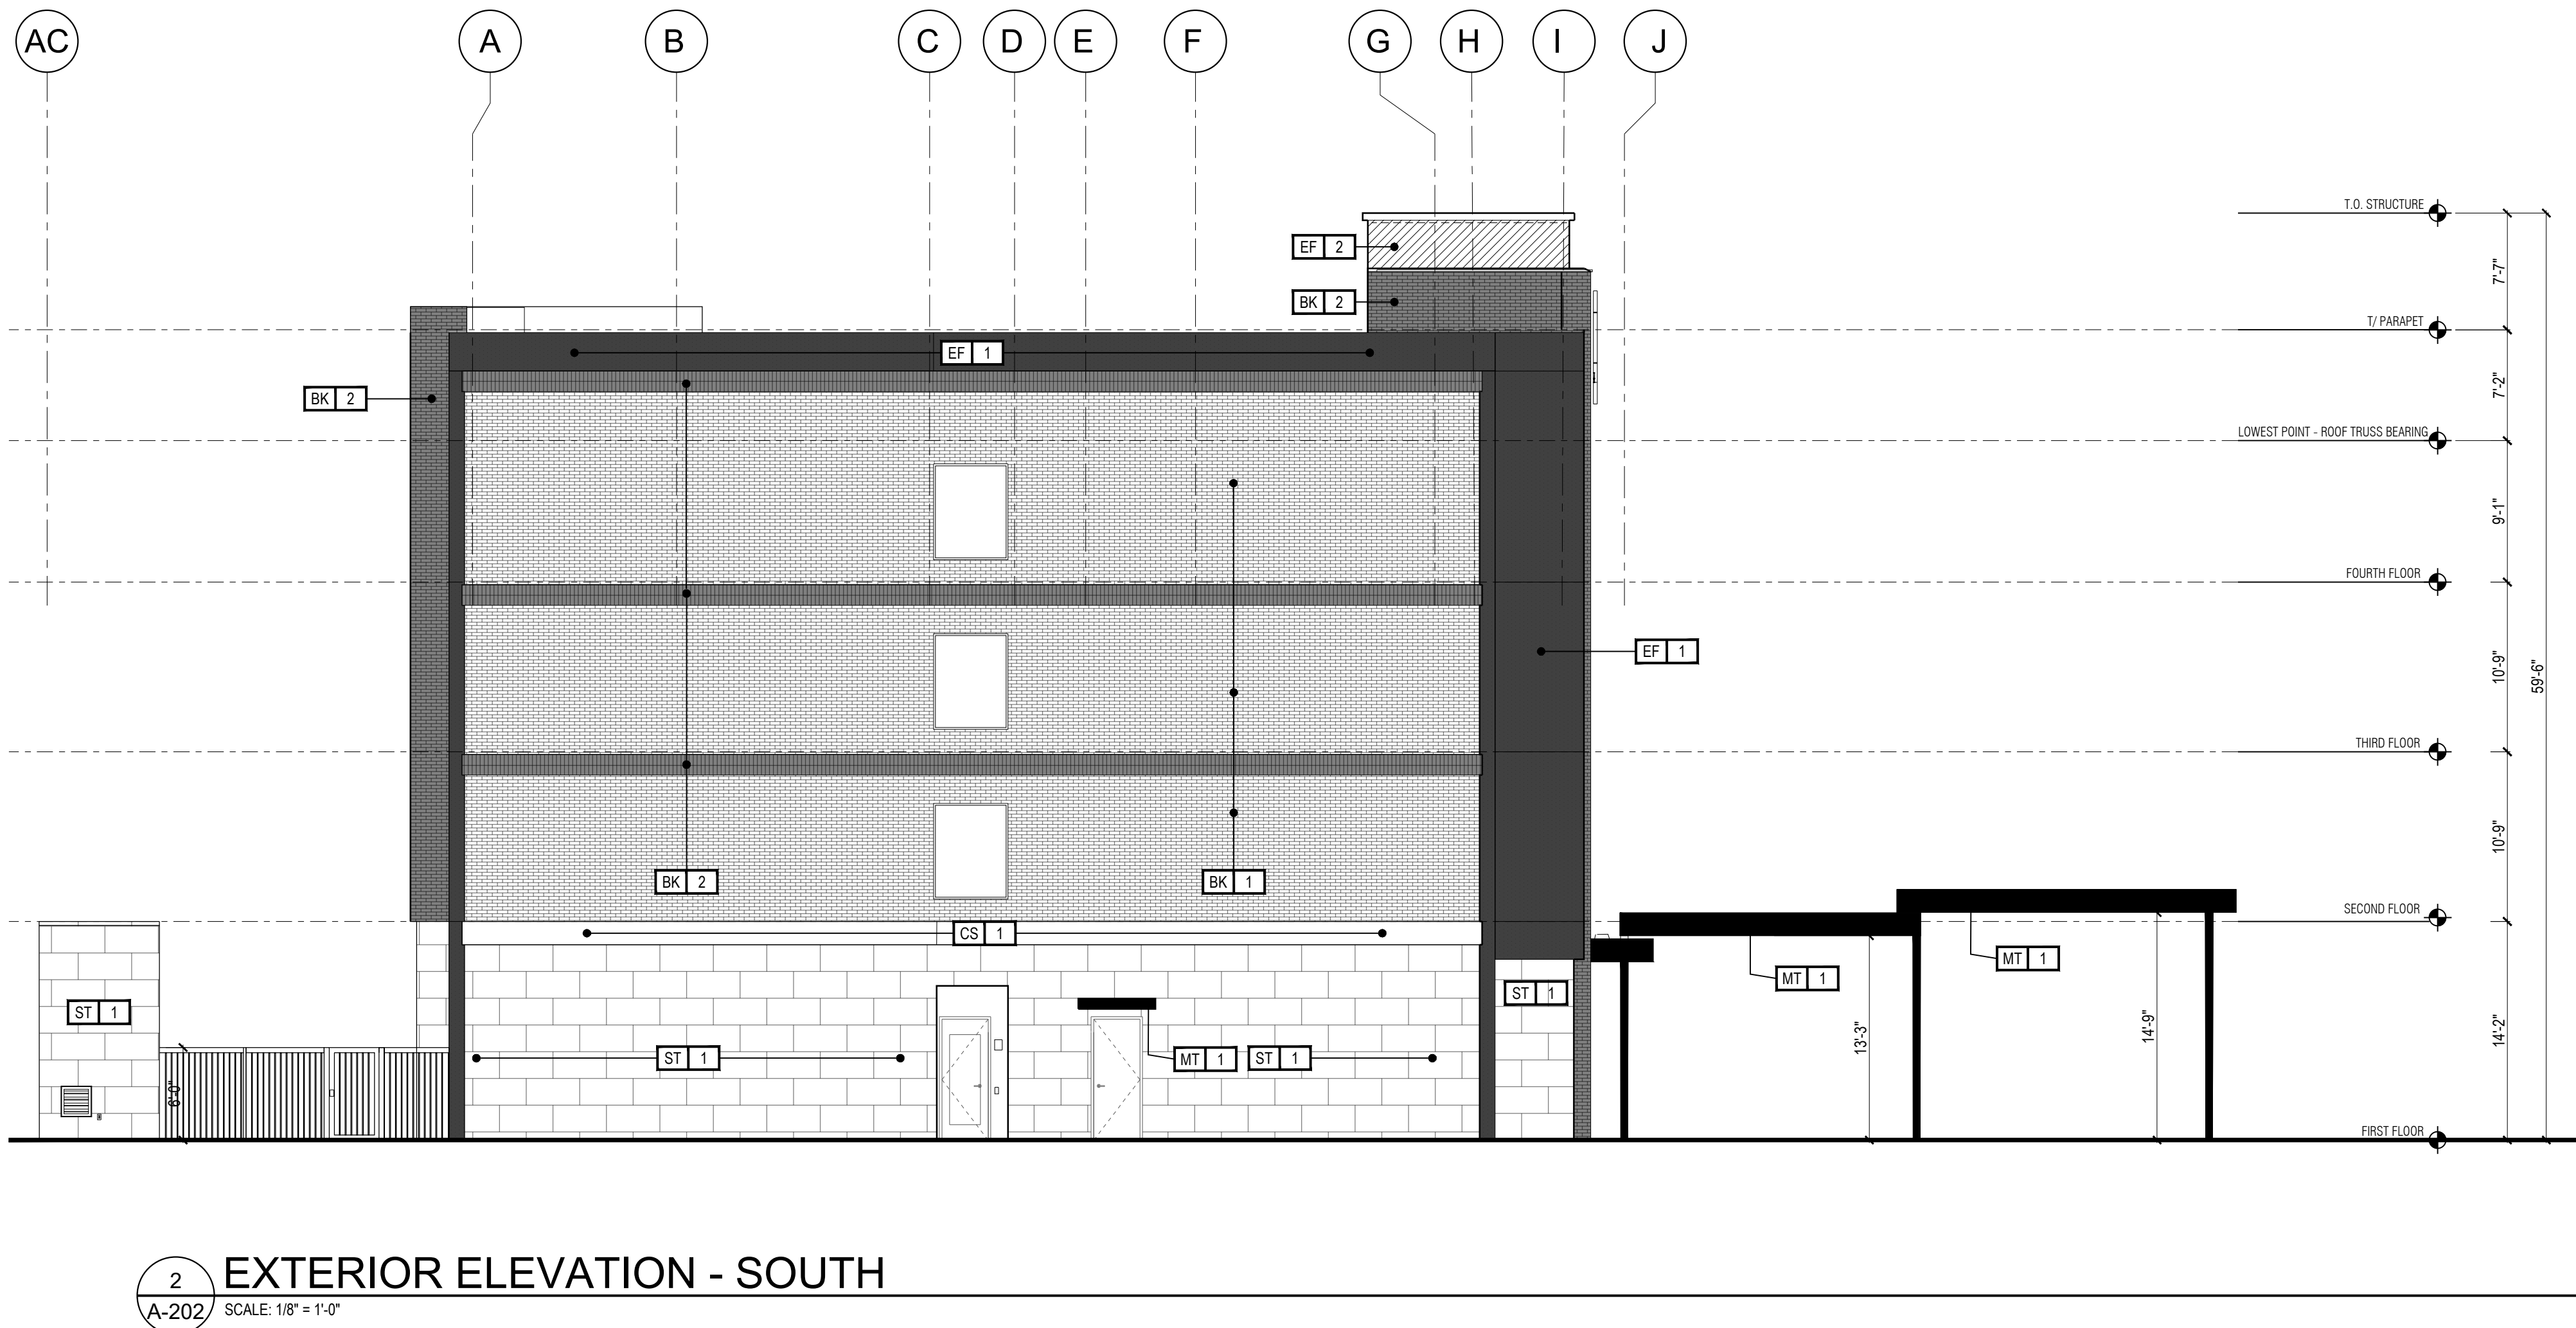 AC A B C D E F G H I J
T.O. STRUCTURE
EF 2
7'-7"
BK 2
T/ PARAPET
EF 1
BK 2
7'-2"
LOWEST POINT - ROOF TRUSS BEARING
9'-1"
FOURTH FLOOR
EF 1
10'-9"
59'-6"
THIRD FLOOR
10'-9"
BK 2
BK 1
SECOND FLOOR
CS 1
MT 1
MT 1
ST 1
ST 1
13'-3"
14'-9"
14'-2"
ST 1
MT 1
ST 1
6'-0"
FIRST FLOOR
2
A-202
EXTERIOR ELEVATION - SOUTH
SCALE: 1/8" = 1'-0"